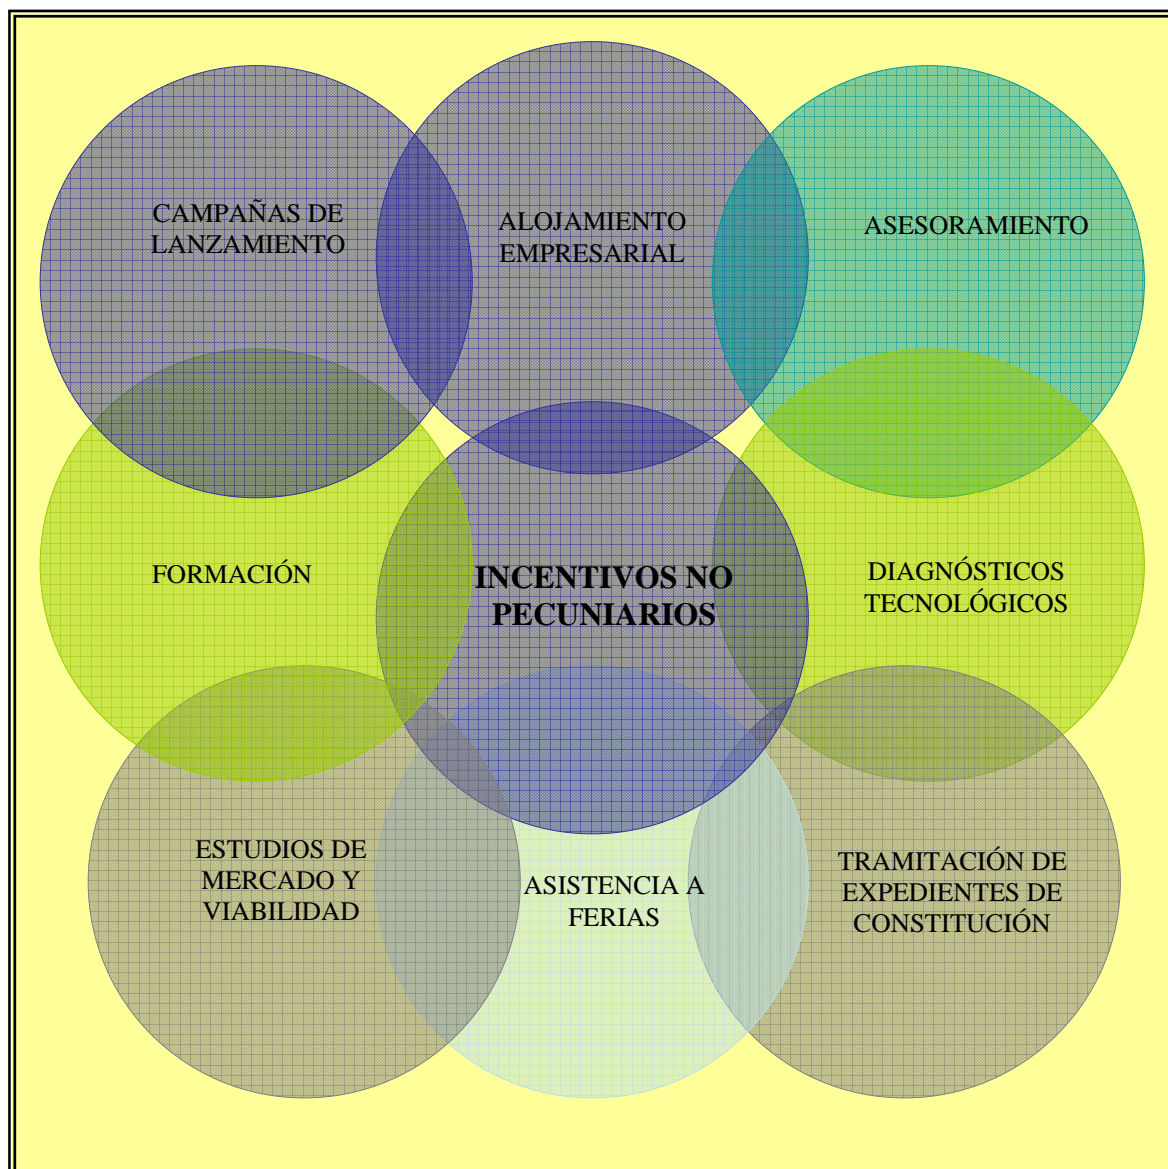 CAMPAÑAS DE
LANZAMIENTO
ALOJAMIENTO
EMPRESARIAL
ASESORAMIENTO
FORMACIÓN
INCENTIVOS NO
PECUNIARIOS
DIAGNÓSTICOS
TECNOLÓGICOS
ESTUDIOS DE
MERCADO Y
VIABILIDAD
ASISTENCIA A
FERIAS
TRAMITACIÓN DE
EXPEDIENTES DE
CONSTITUCIÓN